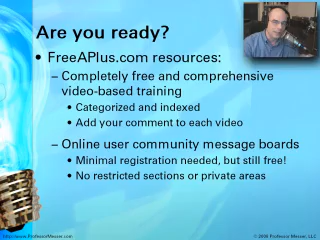 Are you ready?
• FreeAPlus.com resources:
– Completely free and comprehensive
video-based training
• Categorized and indexed
• Add your comment to each video
– Online user community message boards
• Minimal registration needed, but still free!
• No restricted sections or private areas
http://www.ProfessorMesser.com
© 2006 Professor Messer, LLC